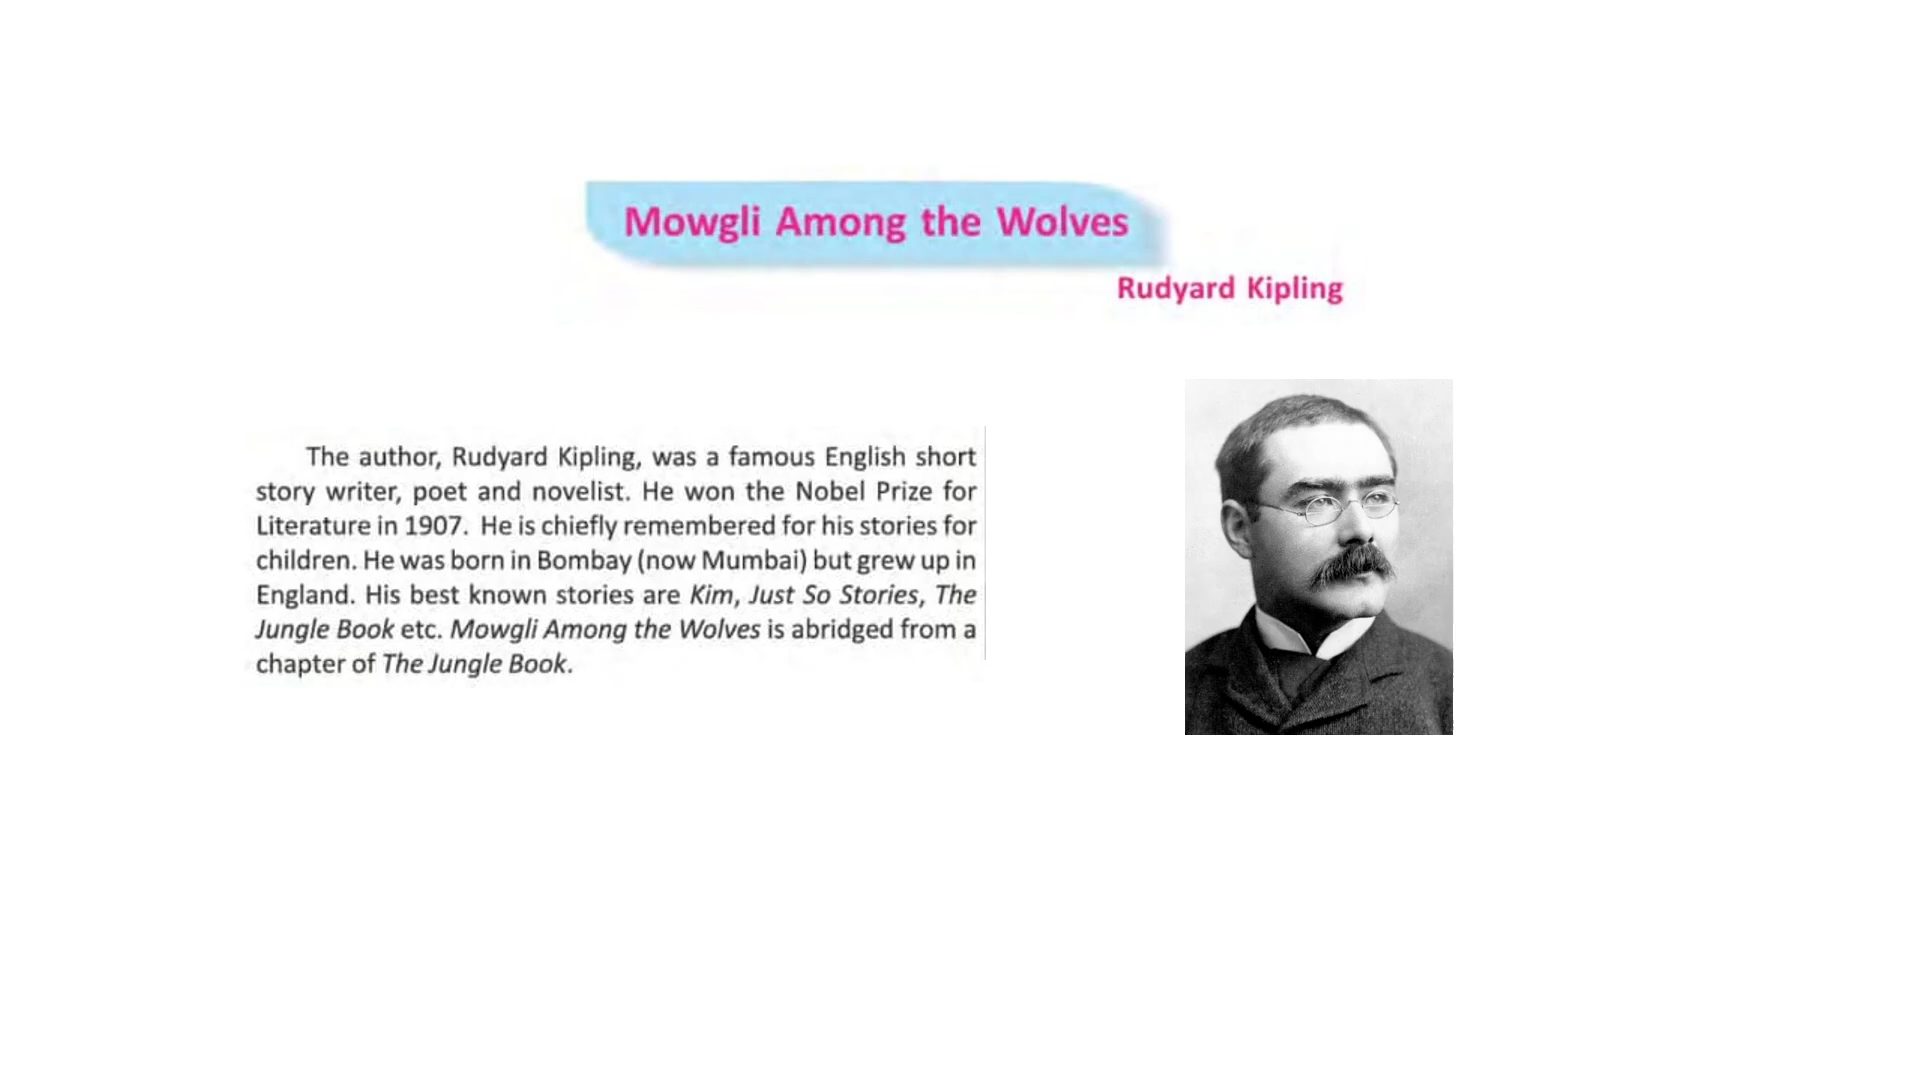 Mowgli Among the Wolves
Rudyard Kipling
The author, Rudyard Kipling, was a famous English short
story writer, poet and novelist. He won the Nobel Prize for
Literature in 1907. He is chiefly remembered for his stories for
children. He was born in Bombay (now Mumbai) but grew up in
England. His best known stories are Kim, Just So Stories, The
Jungle Book etc. Mowgli Among the Wolves is abridged from a
chapter of The Jungle Book.